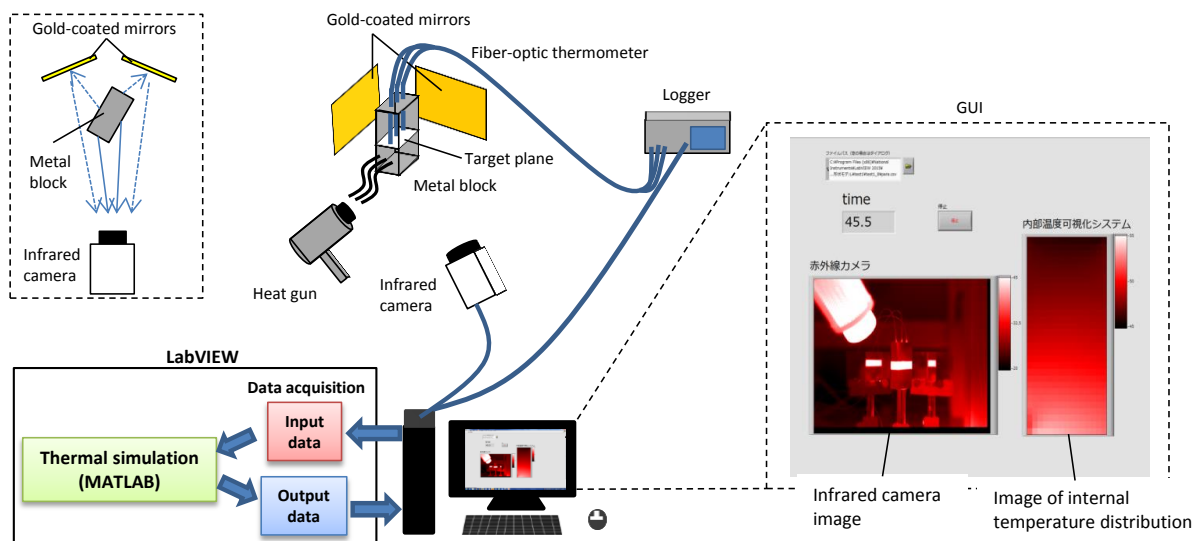 Gold-coated mirrors
Metal
block
Infrared
camera
Gold-coated mirrors
Fiber-optic thermometer
Target plane
Metal block
Heat gun
Infrared
camera
Logger
GUI
time
45.5
停止
内部温度可視化システム
赤外線カメラ
Infrared camera
image
Image of internal
temperature distribution
LabVIEW
Data acquisition
Input
data
Thermal simulation
(MATLAB)
Output
data